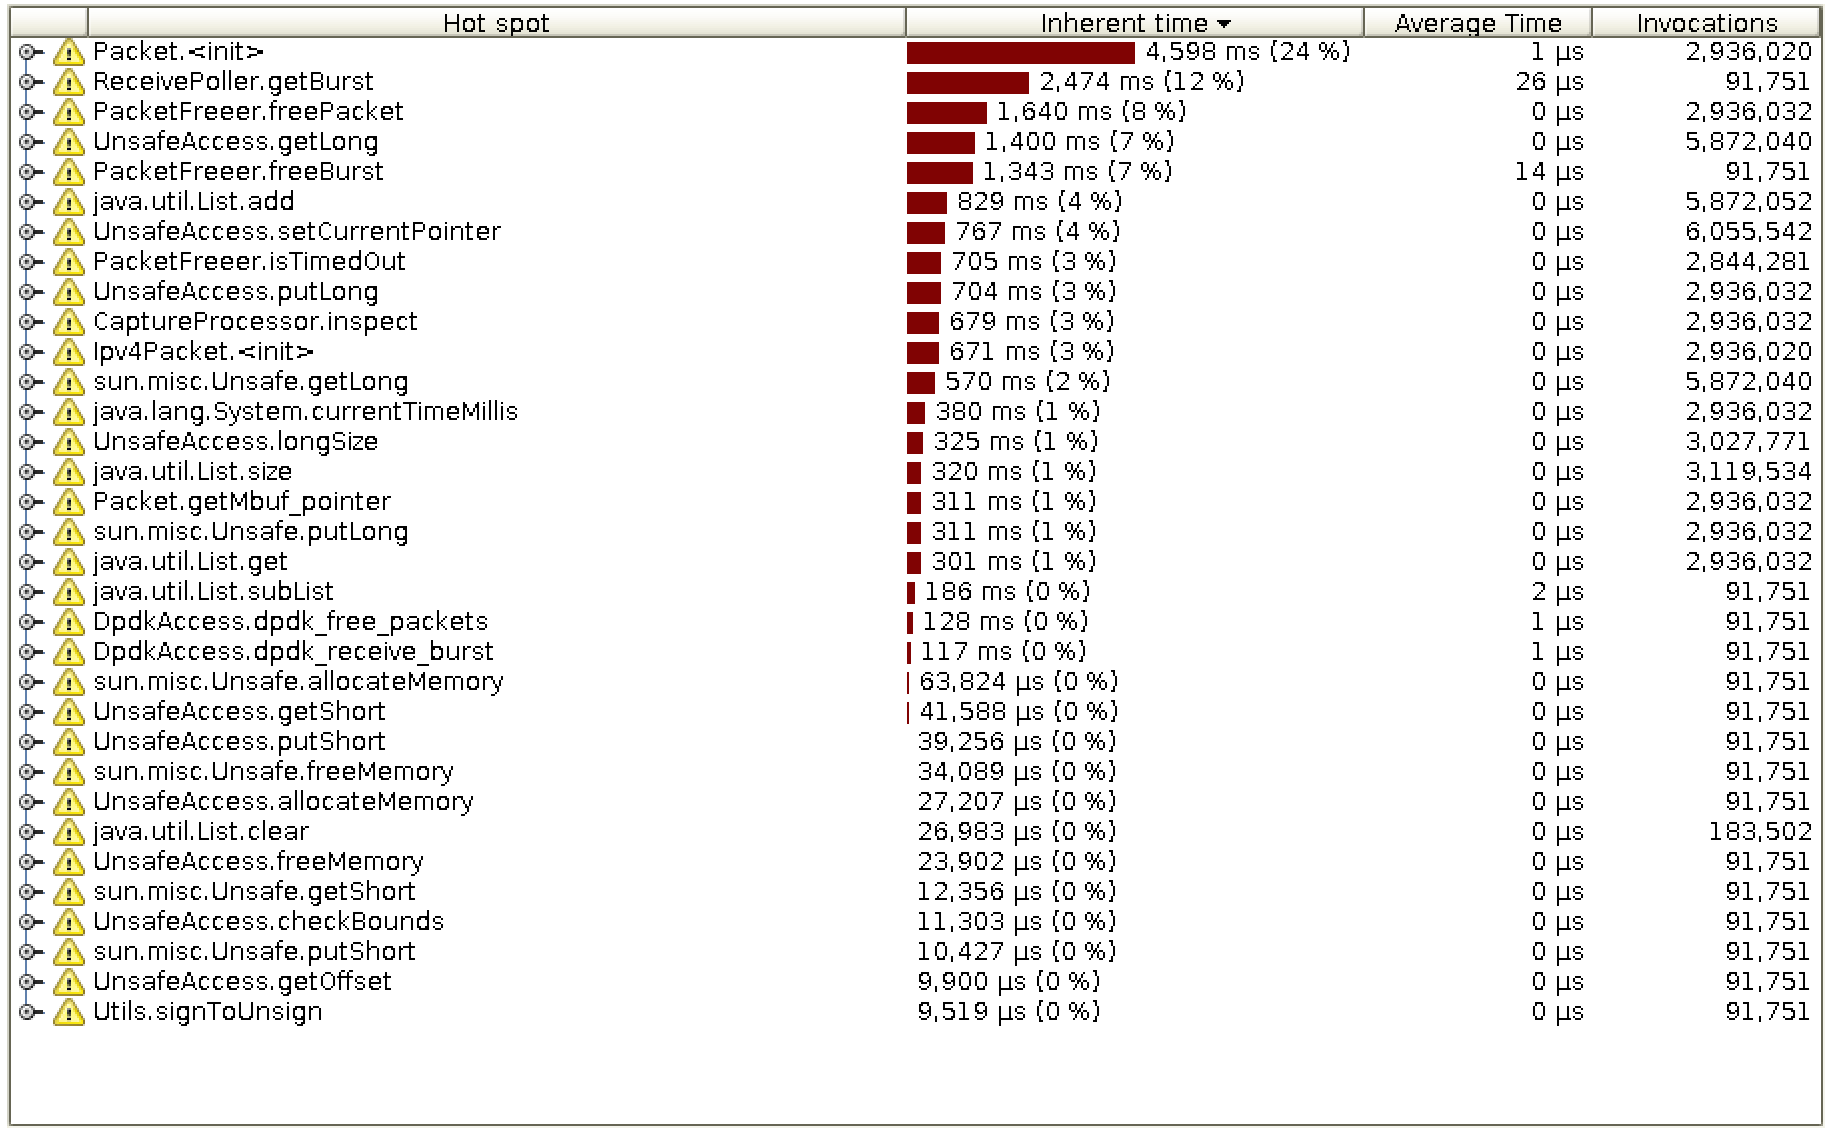 Hot spot Inherent time Average Time Invocations
Packet.<init> 4,598 ms (24 %) 1 µs 2,936,020
ReceivePoller.getBurst 2,474 ms (12 %) 26 µs 91,751
PacketFreeer.freePacket 1,640 ms (8 %) 0 µs 2,936,032
UnsafeAccess.getLong 1,400 ms (7 %) 0 µs 5,872,040
PacketFreeer.freeBurst 1,343 ms (7 %) 14 µs 91,751
java.util.List.add 829 ms (4 %) 0 µs 5,872,052
UnsafeAccess.setCurrentPointer 767 ms (4 %) 0 µs 6,055,542
PacketFreeer.isTimedOut 705 ms (3 %) 0 µs 2,844,281
UnsafeAccess.putLong 704 ms (3 %) 0 µs 2,936,032
CaptureProcessor.inspect 679 ms (3 %) 0 µs 2,936,032
Ipv4Packet.<init> 671 ms (3 %) 0 µs 2,936,020
sun.misc.Unsafe.getLong 570 ms (2 %) 0 µs 5,872,040
java.lang.System.currentTimeMillis 380 ms (1 %) 0 µs 2,936,032
UnsafeAccess.longSize 325 ms (1 %) 0 µs 3,027,771
java.util.List.size 320 ms (1 %) 0 µs 3,119,534
Packet.getMbuf_pointer 311 ms (1 %) 0 µs 2,936,032
sun.misc.Unsafe.putLong 311 ms (1 %) 0 µs 2,936,032
java.util.List.get 301 ms (1 %) 0 µs 2,936,032
java.util.List.subList 186 ms (0 %) 2 µs 91,751
DpdkAccess.dpdk_free_packets 128 ms (0 %) 1 µs 91,751
DpdkAccess.dpdk_receive_burst 117 ms (0 %) 1 µs 91,751
sun.misc.Unsafe.allocateMemory 63,824 µs (0 %) 0 µs 91,751
UnsafeAccess.getShort 41,588 µs (0 %) 0 µs 91,751
UnsafeAccess.putShort 39,256 µs (0 %) 0 µs 91,751
sun.misc.Unsafe.freeMemory 34,089 µs (0 %) 0 µs 91,751
UnsafeAccess.allocateMemory 27,207 µs (0 %) 0 µs 91,751
java.util.List.clear 26,983 µs (0 %) 0 µs 183,502
UnsafeAccess.freeMemory 23,902 µs (0 %) 0 µs 91,751
sun.misc.Unsafe.getShort 12,356 µs (0 %) 0 µs 91,751
UnsafeAccess.checkBounds 11,303 µs (0 %) 0 µs 91,751
sun.misc.Unsafe.putShort 10,427 µs (0 %) 0 µs 91,751
UnsafeAccess.getOffset 9,900 µs (0 %) 0 µs 91,751
Utils.signToUnsign 9,519 µs (0 %) 0 µs 91,751